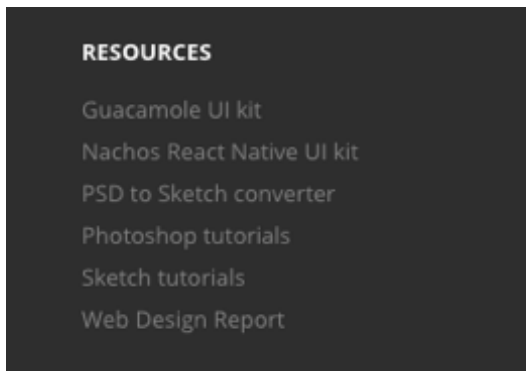 RESOURCES
Guacamole UI kit
Nachos React Native UI kit
PSD to Sketch converter
Photoshop tutorials
Sketch tutorials
Web Design Report